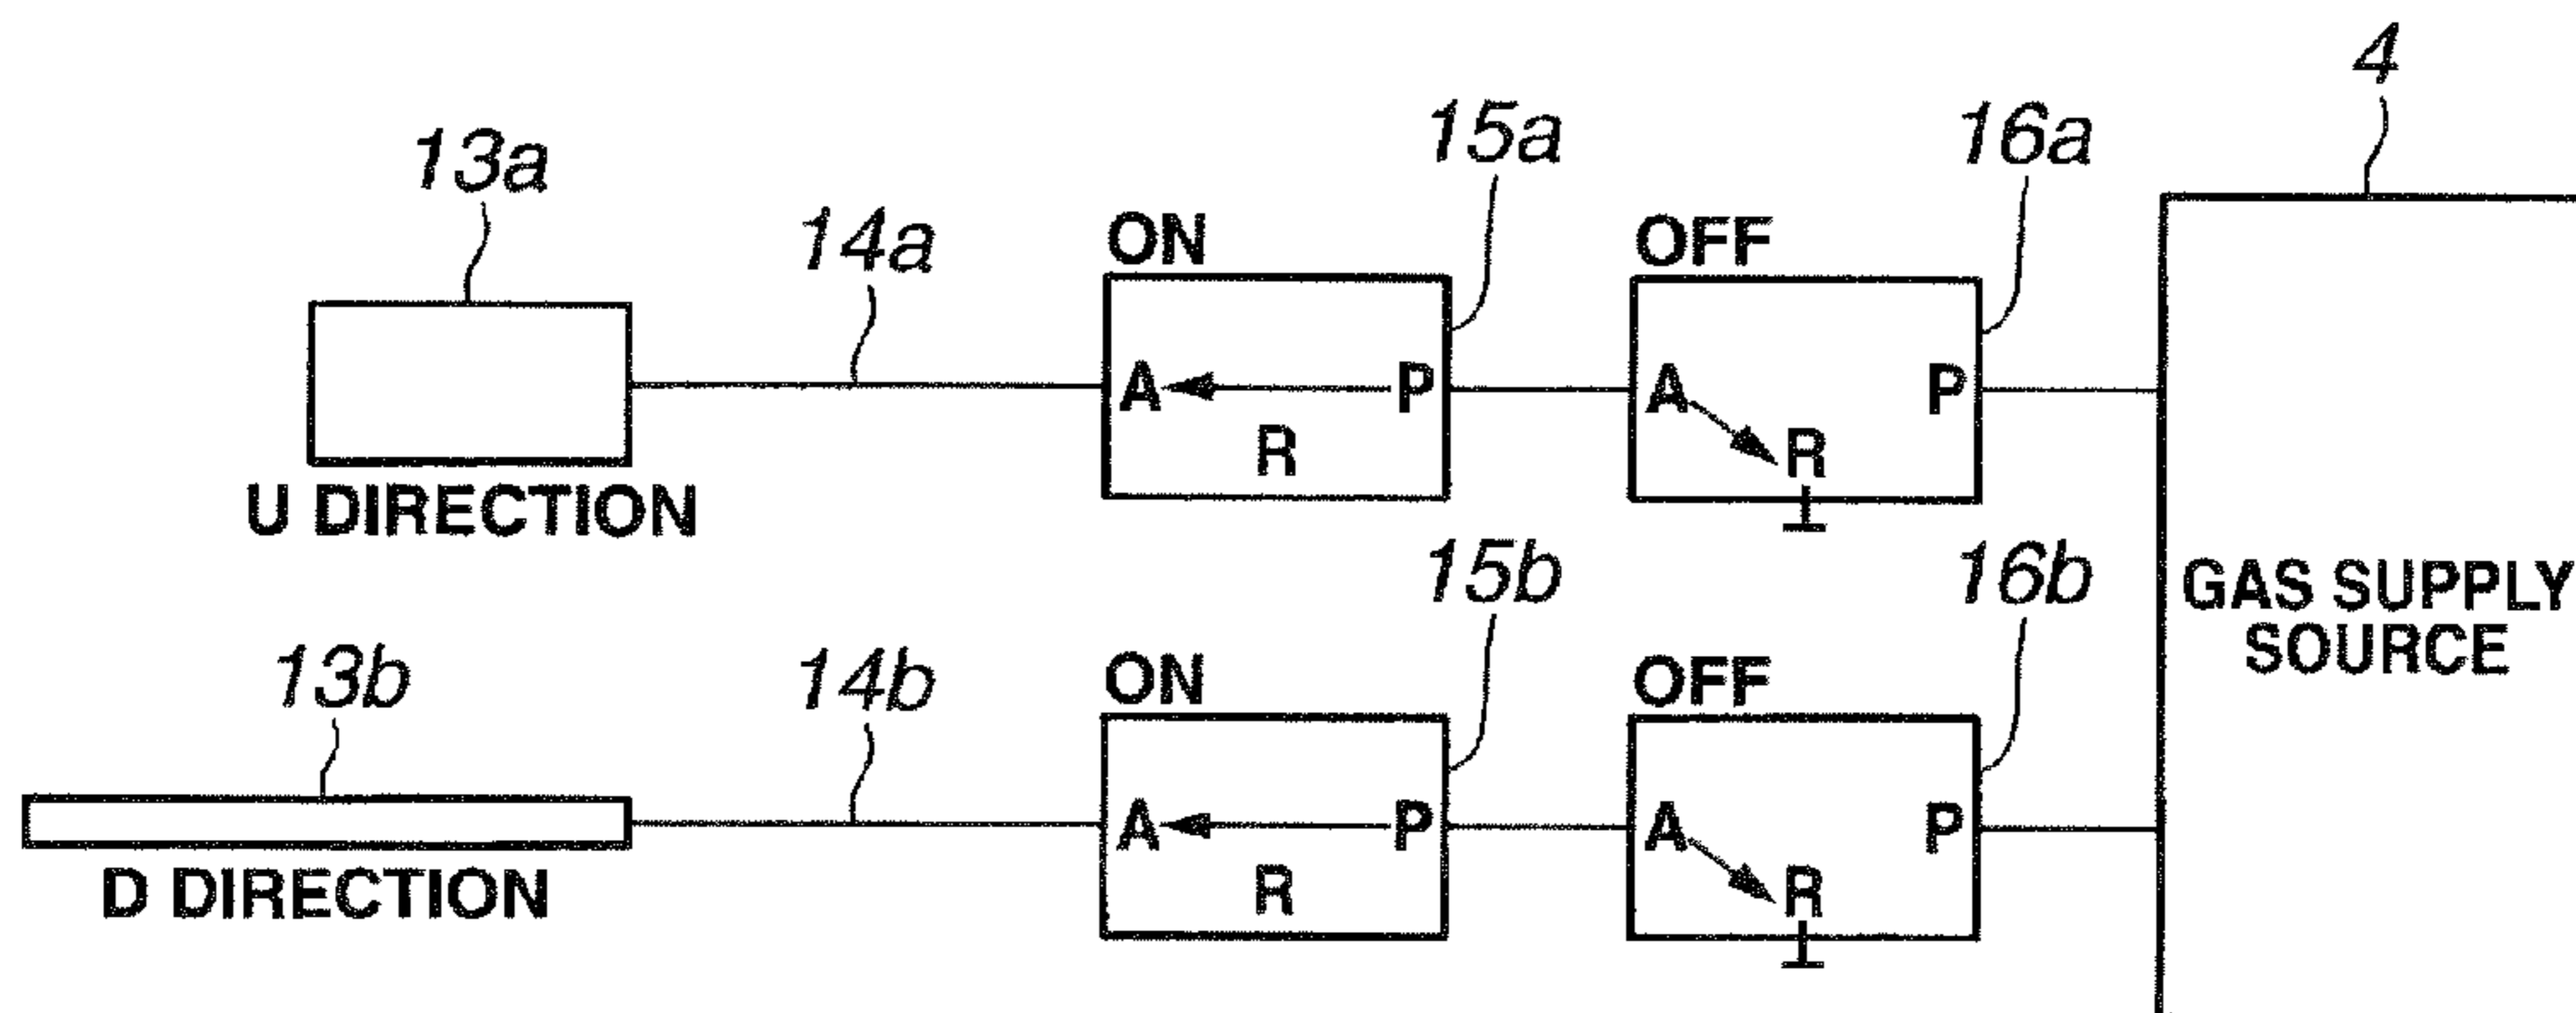 4
13a
14a
15a
16a
ON
OFF
A P
R
A P
R
U DIRECTION
GAS SUPPLY
SOURCE
13b
14b
15b
16b
ON
OFF
A P
R
A P
R
D DIRECTION